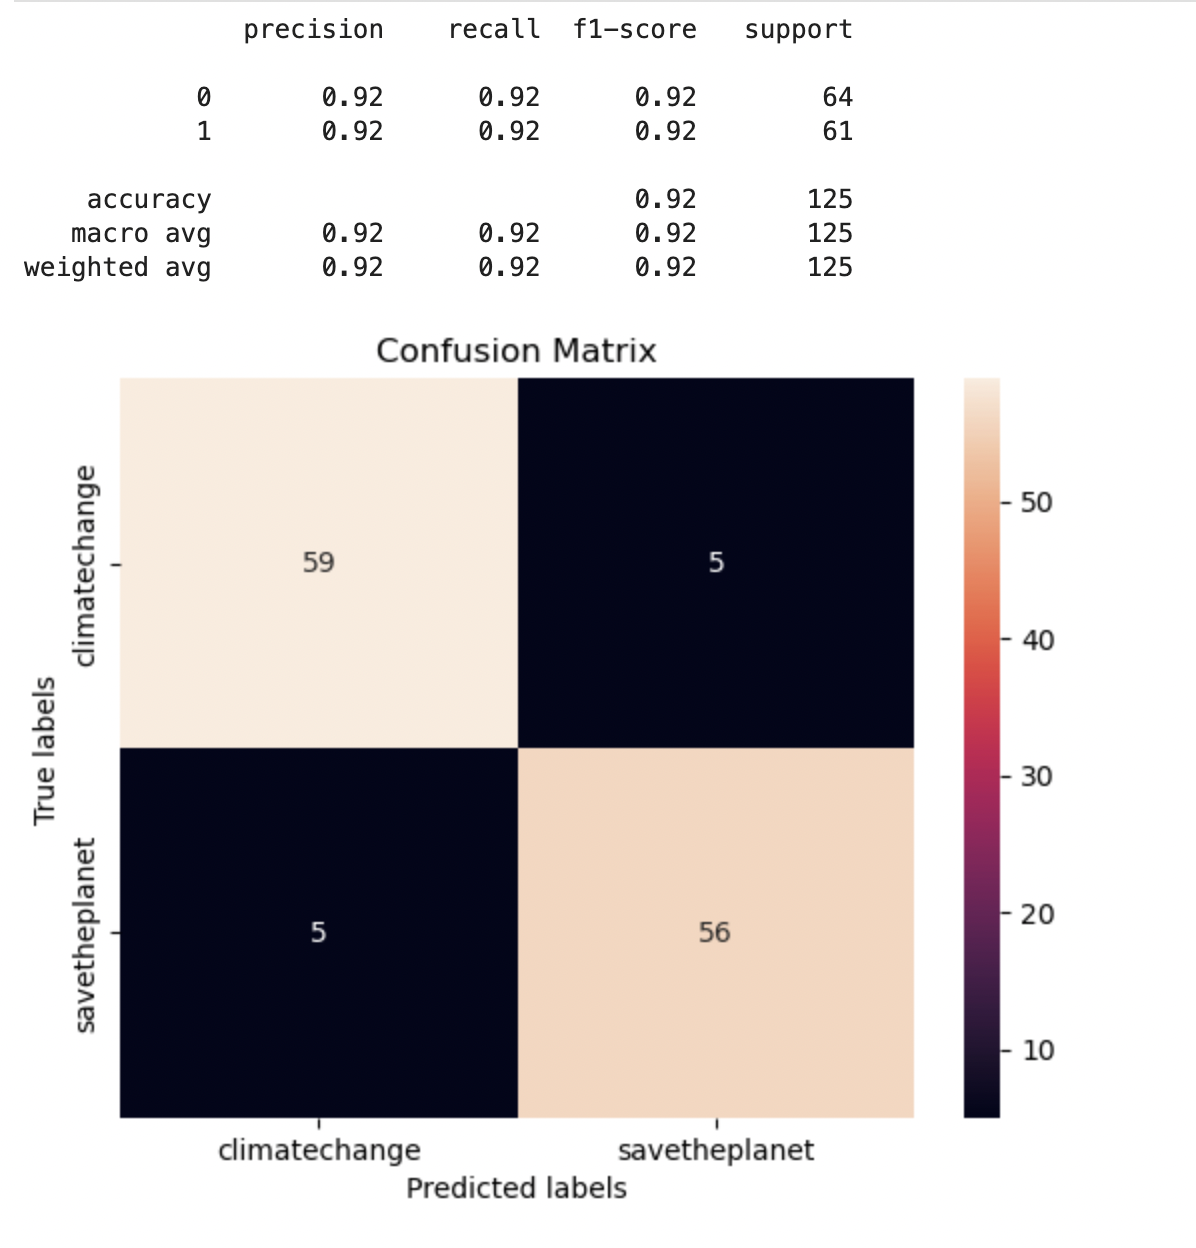 precision recall f1-score support
0 0.92 0.92 0.92 64
1 0.92 0.92 0.92 61
accuracy 0.92 125
macro avg 0.92 0.92 0.92 125
weighted avg 0.92 0.92 0.92 125
Confusion Matrix
True labels
climatechange
savetheplanet
59 5
5 56
50
40
30
20
10
climatechange savetheplanet
Predicted labels